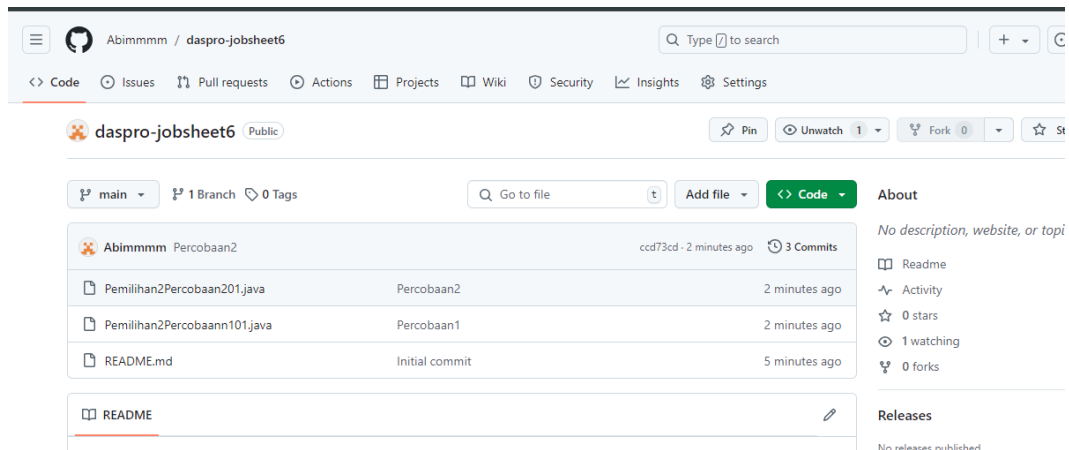 Abimmmm / daspro-jobsheet6
Type / to search
Code Issues Pull requests Actions Projects Wiki Security Insights Settings
daspro-jobsheet6 Public
Pin Unwatch 1 Fork 0
main 1 Branch 0 Tags Go to file t Add file Code
About
No description, website, or
Abimmmm Percobaan2 ccd73cd · 2 minutes ago 3 Commits
Pemilihan2Percobaan201.java Percobaan2 2 minutes ago
Pemilihan2Percobaann101.java Percobaan1 2 minutes ago
README.md Initial commit 5 minutes ago
Readme
Activity
0 stars
1 watching
0 forks
README
Releases
No releases published